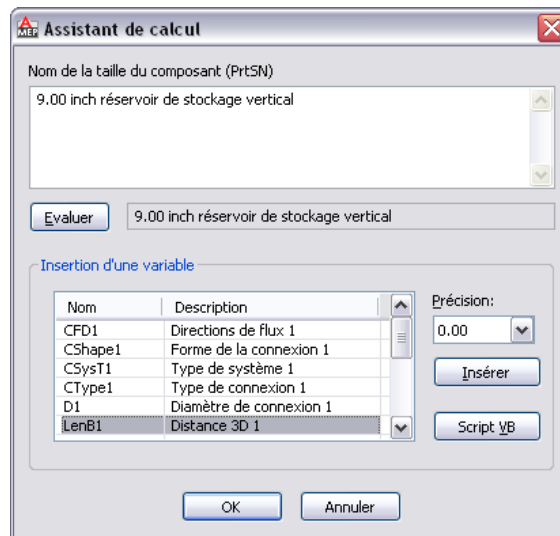 Assistant de calcul
Nom de la taille du composant (PrtSN)
9.00 inch réservoir de stockage vertical
Evaluer 9.00 inch réservoir de stockage vertical
Insertion d'une variable
Nom Description
CFD1 Directions de flux 1
CShape1 Forme de la connexion 1
CSysT1 Type de système 1
CType1 Type de connexion 1
D1 Diamètre de connexion 1
LenB1 Distance 3D 1
Précision:
0.00
Insérer
Script VB
OK Annuler